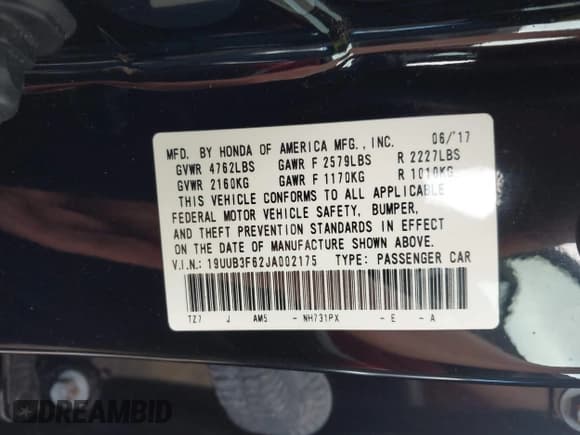 MFD. BY HONDA OF AMERICA MFG., INC. 06/'17
GVWR 4762LBS GAWR F 2579LBS R 2227LBS
GVWR 2160KG GAWR F 1170KG R 1010KG
THIS VEHICLE CONFORMS TO ALL APPLICABLE
FEDERAL MOTOR VEHICLE SAFETY, BUMPER,
AND THEFT PREVENTION STANDARDS IN EFFECT
ON THE DATE OF MANUFACTURE SHOWN ABOVE.
V.I.N.: 19UUB3F62JA002175 TYPE: PASSENGER CAR
TZ7 J AM5 - NH731PX - E - A
DREAMBID